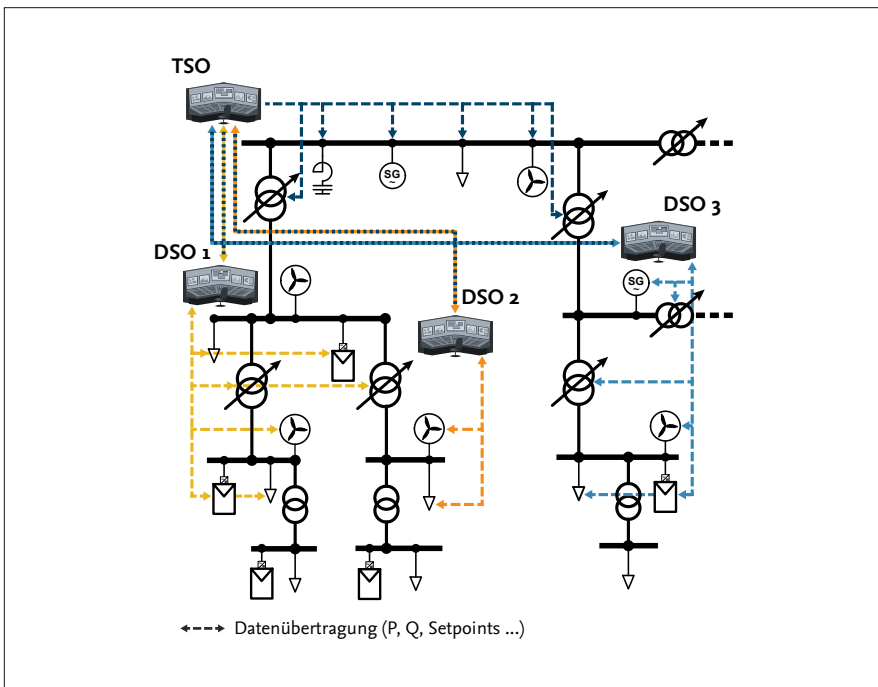 TSO
SG
~
DSO 3
DSO 1
SG
~
DSO 2
Datenübertragung (P, Q, Setpoints ...)